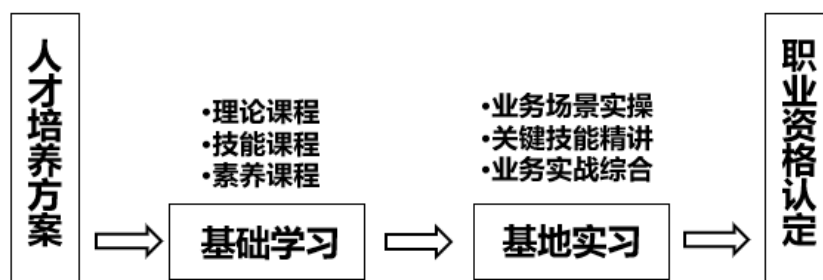 人才培养方案
•理论课程
•技能课程
•素养课程
基础学习
•业务场景实操
•关键技能精讲
•业务实战综合
基地实习
职业资格认定